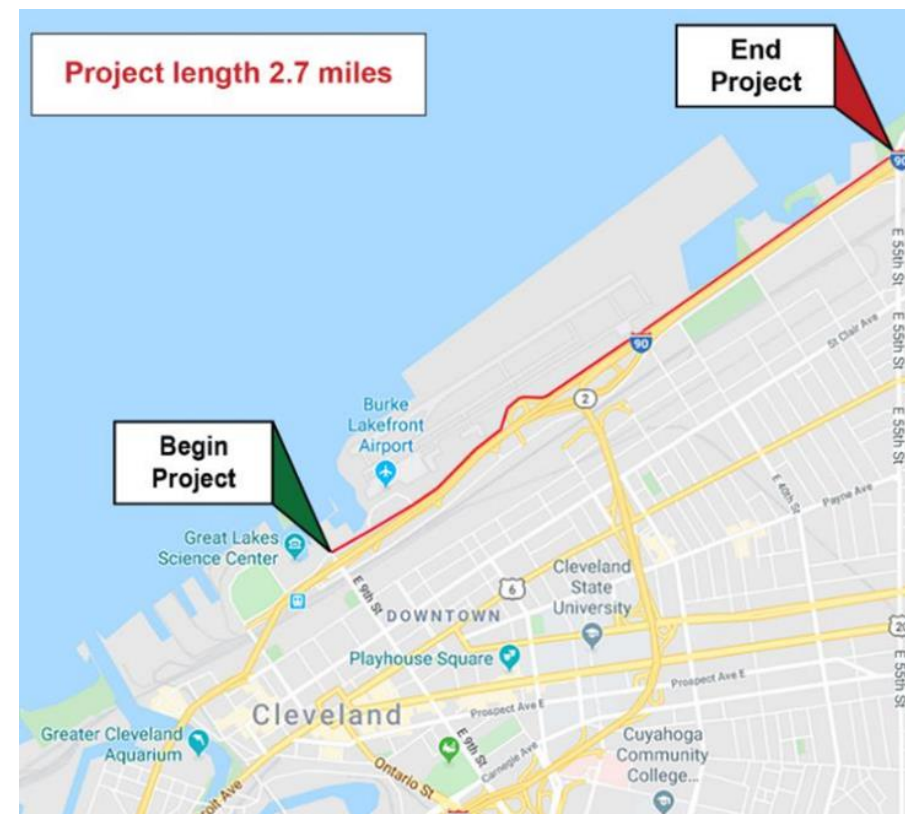 Project length 2.7 miles
End
Project
90
E 55th St
St Clair Ave
E 55th St
90
2
Burke
Lakefront
Airport
Begin
Project
E 55th St
E 40th St
Payne Ave
Great Lakes
Science Center
E 9th St
Cleveland
State
University
6
DOWNTOWN
20
Playhouse Square
E 55th St
Prospect Ave E
Cleveland
Prospect Ave E
Greater Cleveland
Aquarium
E 9th St
Carnegie Ave
Cuyahoga
Community
College...
Ontario St
oit Ave